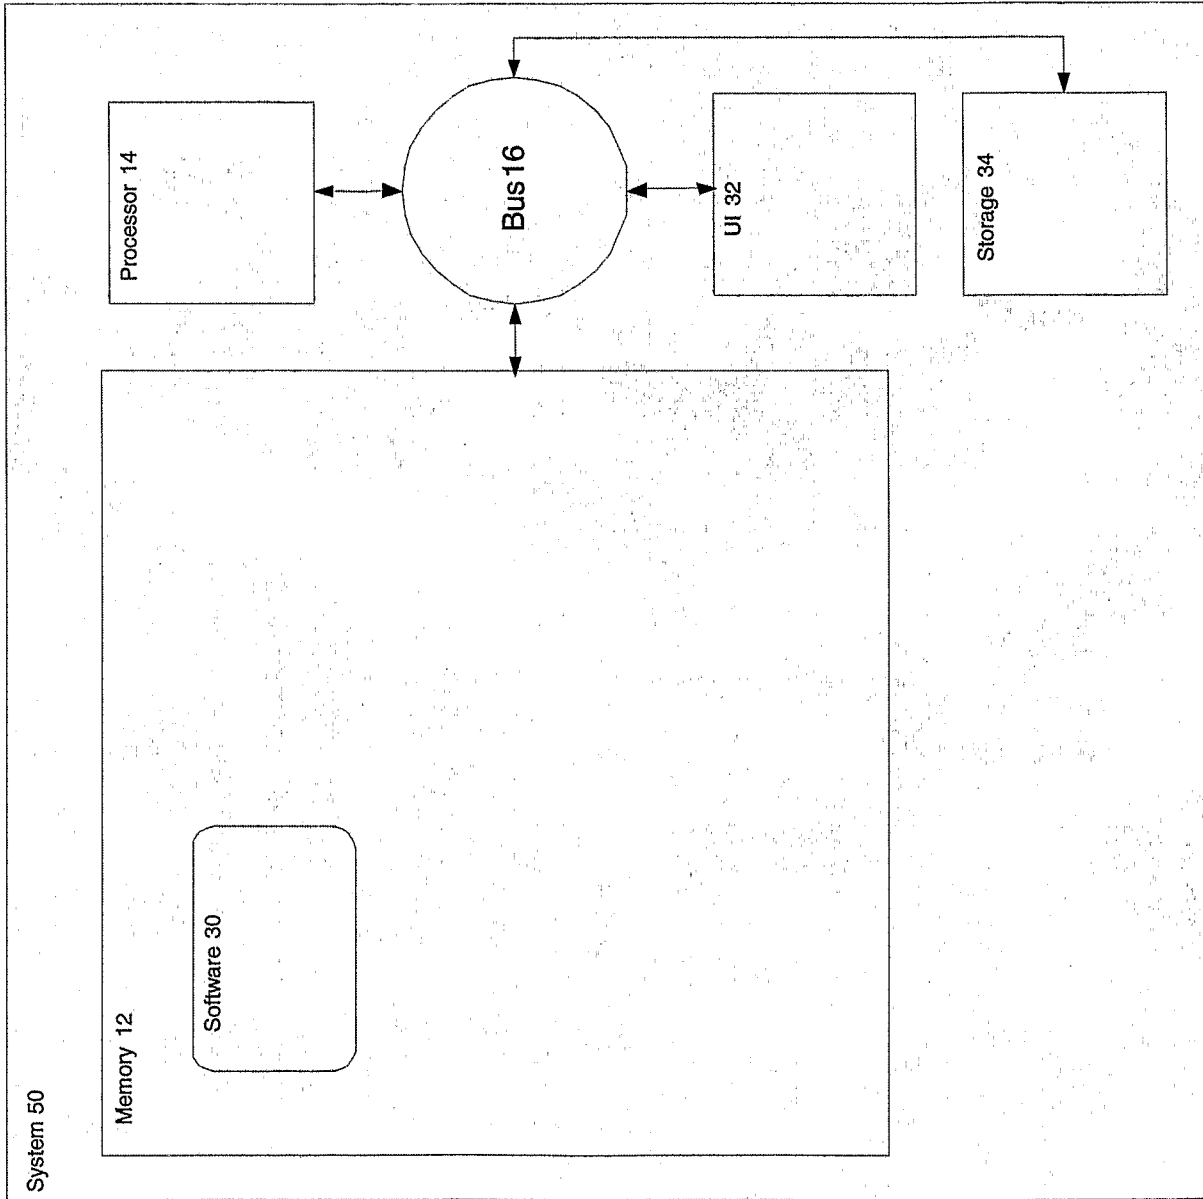 System 50
Memory 12
Software 30
Processor 14
Bus16
UI 32
Storage 34